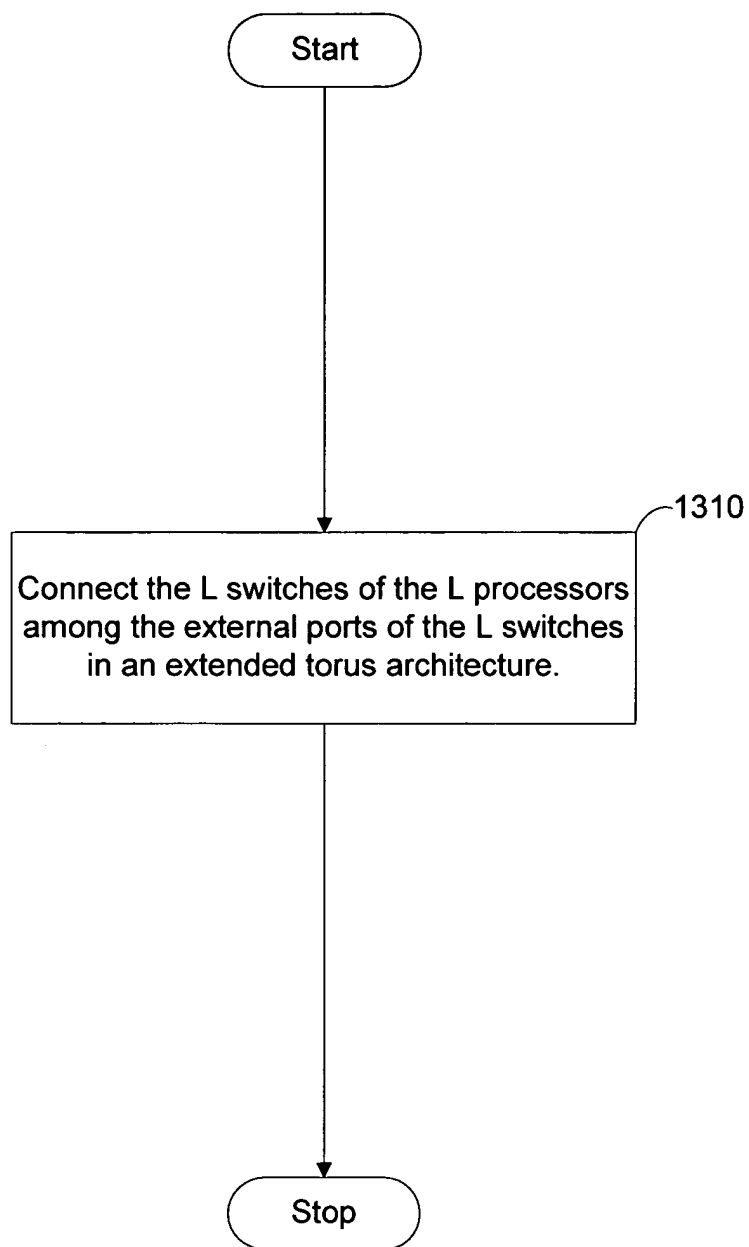 Start
1310
Connect the L switches of the L processors
among the external ports of the L switches
in an extended torus architecture.
Stop